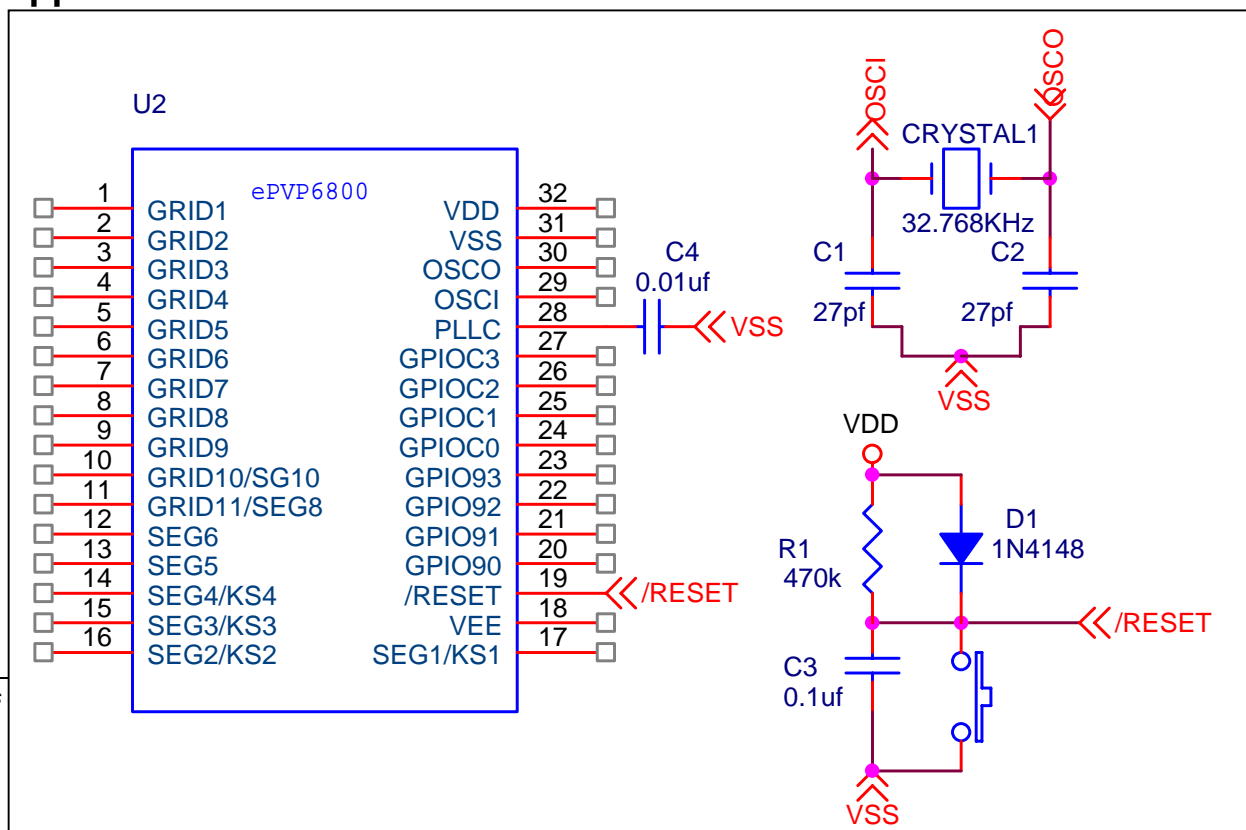 U2
ePVP6800
1 GRID1
2 GRID2
3 GRID3
4 GRID4
5 GRID5
6 GRID6
7 GRID7
8 GRID8
9 GRID9
10 GRID10/SG10
11 GRID11/SEG8
12 SEG6
13 SEG5
14 SEG4/KS4
15 SEG3/KS3
16 SEG2/KS2
VDD 32
VSS 31
OSCO 30
OSCI 29
PLLC 28
GPIOC3 27
GPIOC2 26
GPIOC1 25
GPIOC0 24
GPIO93 23
GPIO92 22
GPIO91 21
GPIO90 20
/RESET 19
VEE 18
SEG1/KS1 17
C4
0.01uf
VSS
/RESET
OSCI
OSCO
CRYSTAL1
32.768KHz
C1
27pf
C2
27pf
VSS
VDD
R1
470k
D1
1N4148
/RESET
C3
0.1uf
VSS